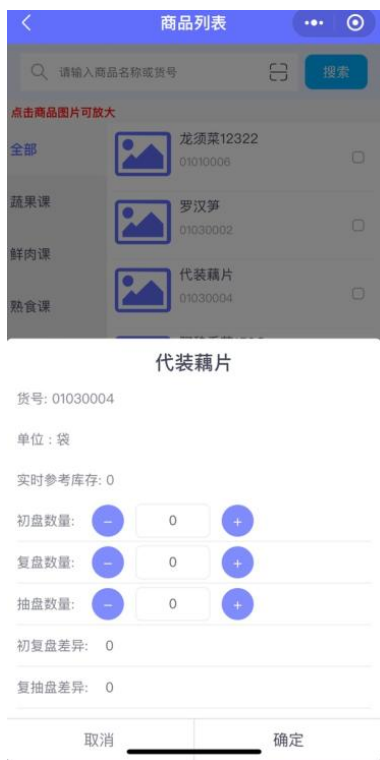 商品列表
请输入商品名称或货号
搜索
点击商品图片可放大
全部
龙须菜12322
01010006
蔬果课
罗汉笋
01030002
鲜肉课
代装藕片
01030004
熟食课
代装藕片
货号: 01030004
单位 : 袋
实时参考库存: 0
初盘数量: - 0 +
复盘数量: - 0 +
抽盘数量: - 0 +
初复盘差异: 0
复抽盘差异: 0
取消 确定